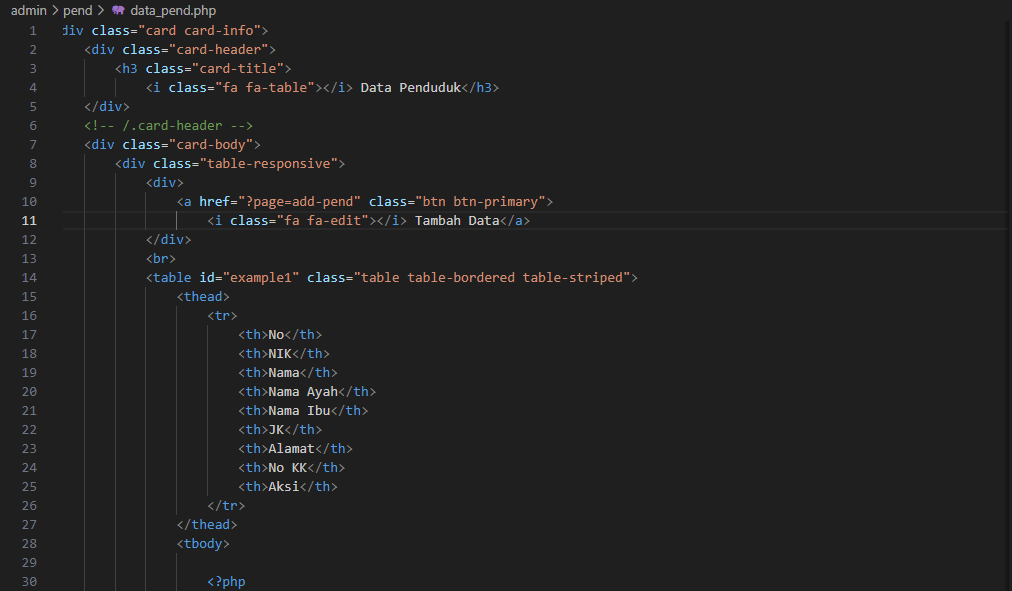 admin > pend > data_pend.php
1 div class="card card-info">
2 <div class="card-header">
3 <h3 class="card-title">
4 <i class="fa fa-table"></i> Data Penduduk</h3>
5 </div>
6 <!-- /.card-header -->
7 <div class="card-body">
8 <div class="table-responsive">
9 <div>
10 <a href="?page=add-pend" class="btn btn-primary">
11 <i class="fa fa-edit"></i> Tambah Data</a>
12 </div>
13 <br>
14 <table id="example1" class="table table-bordered table-striped">
15 <thead>
16 <tr>
17 <th>No</th>
18 <th>NIK</th>
19 <th>Nama</th>
20 <th>Nama Ayah</th>
21 <th>Nama Ibu</th>
22 <th>JK</th>
23 <th>Alamat</th>
24 <th>No KK</th>
25 <th>Aksi</th>
26 </tr>
27 </thead>
28 <tbody>
29
30 <?php